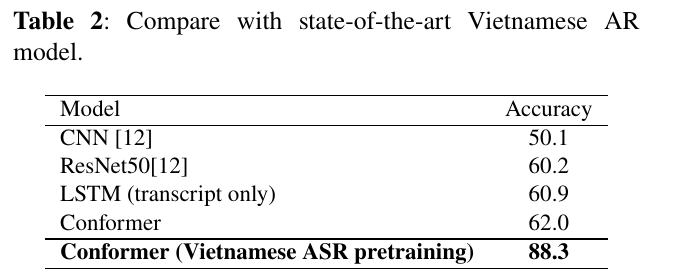 Table 2: Compare with state-of-the-art Vietnamese AR
model.
Model Accuracy
CNN [12] 50.1
ResNet50[12] 60.2
LSTM (transcript only) 60.9
Conformer 62.0
Conformer (Vietnamese ASR pretraining) 88.3